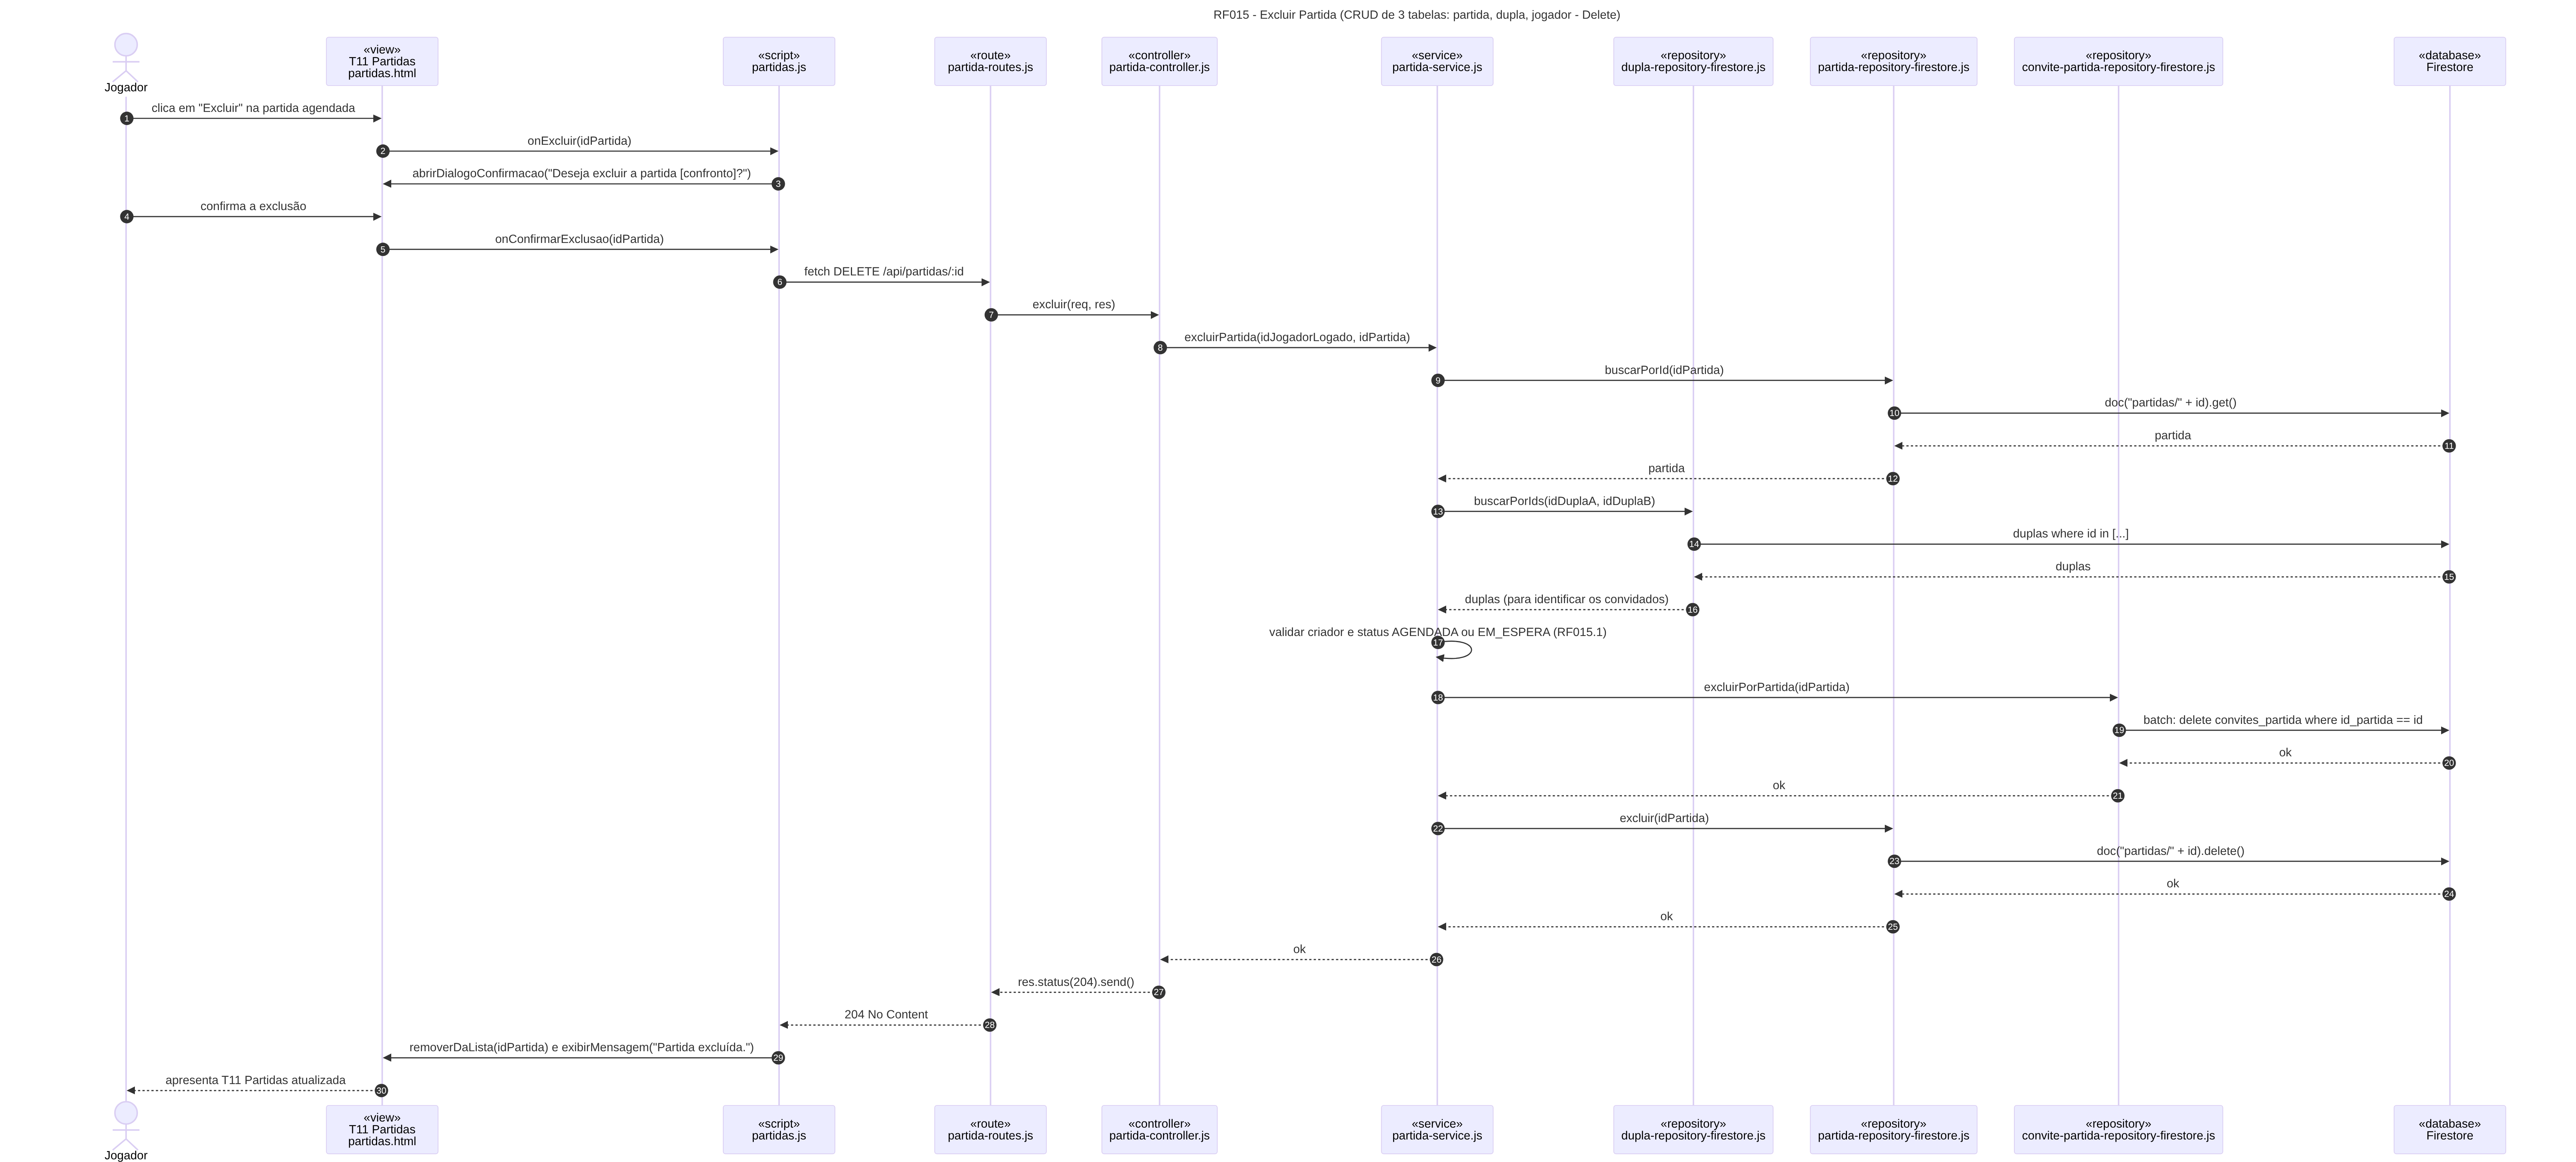 RF015 - Excluir Partida (CRUD de 3 tabelas: partida, dupla, jogador - Delete)
Jogador
«view»
T11 Partidas
partidas.html
«script»
partidas.js
«route»
partida-routes.js
«controller»
partida-controller.js
«service»
partida-service.js
«repository»
dupla-repository-firestore.js
«repository»
partida-repository-firestore.js
«repository»
convite-partida-repository-firestore.js
«database»
Firestore
1 clica em "Excluir" na partida agendada
2 onExcluir(idPartida)
abrirDialogoConfirmacao("Deseja excluir a partida [confronto]?") 3
4 confirma a exclusão
5 onConfirmarExclusao(idPartida)
6 fetch DELETE /api/partidas/:id
7 excluir(req, res)
8 excluirPartida(idJogadorLogado, idPartida)
9 buscarPorId(idPartida)
10 doc("partidas/" + id).get()
partida 11
partida 12
13 buscarPorIds(idDuplaA, idDuplaB)
14 duplas where id in [...]
duplas 15
duplas (para identificar os convidados) 16
validar criador e status AGENDADA ou EM_ESPERA (RF015.1)
17
18 excluirPorPartida(idPartida)
19 batch: delete convites_partida where id_partida == id
ok 20
ok 21
22 excluir(idPartida)
23 doc("partidas/" + id).delete()
ok 24
ok 25
ok 26
res.status(204).send() 27
204 No Content 28
removerDaLista(idPartida) e exibirMensagem("Partida excluída.") 29
apresenta T11 Partidas atualizada 30
Jogador
«view»
T11 Partidas
partidas.html
«script»
partidas.js
«route»
partida-routes.js
«controller»
partida-controller.js
«service»
partida-service.js
«repository»
dupla-repository-firestore.js
«repository»
partida-repository-firestore.js
«repository»
convite-partida-repository-firestore.js
«database»
Firestore